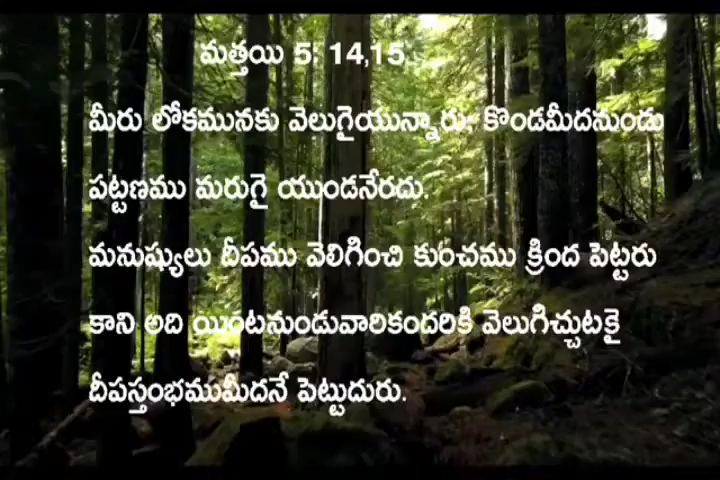 మత్తయి 5: 14,15
మీరు లోకమునకు వెలుగైయున్నారు; కొండమీదనుండు
పట్టణము మరుగై యుండనేరదు.
మనుష్యులు దీపము వెలిగించి కుంచము క్రింద పెట్టరు
కాని అది యింటనుండువారికందరికి వెలుగిచ్చుటకై
దీపస్తంభముమీదనే పెట్టుదురు.